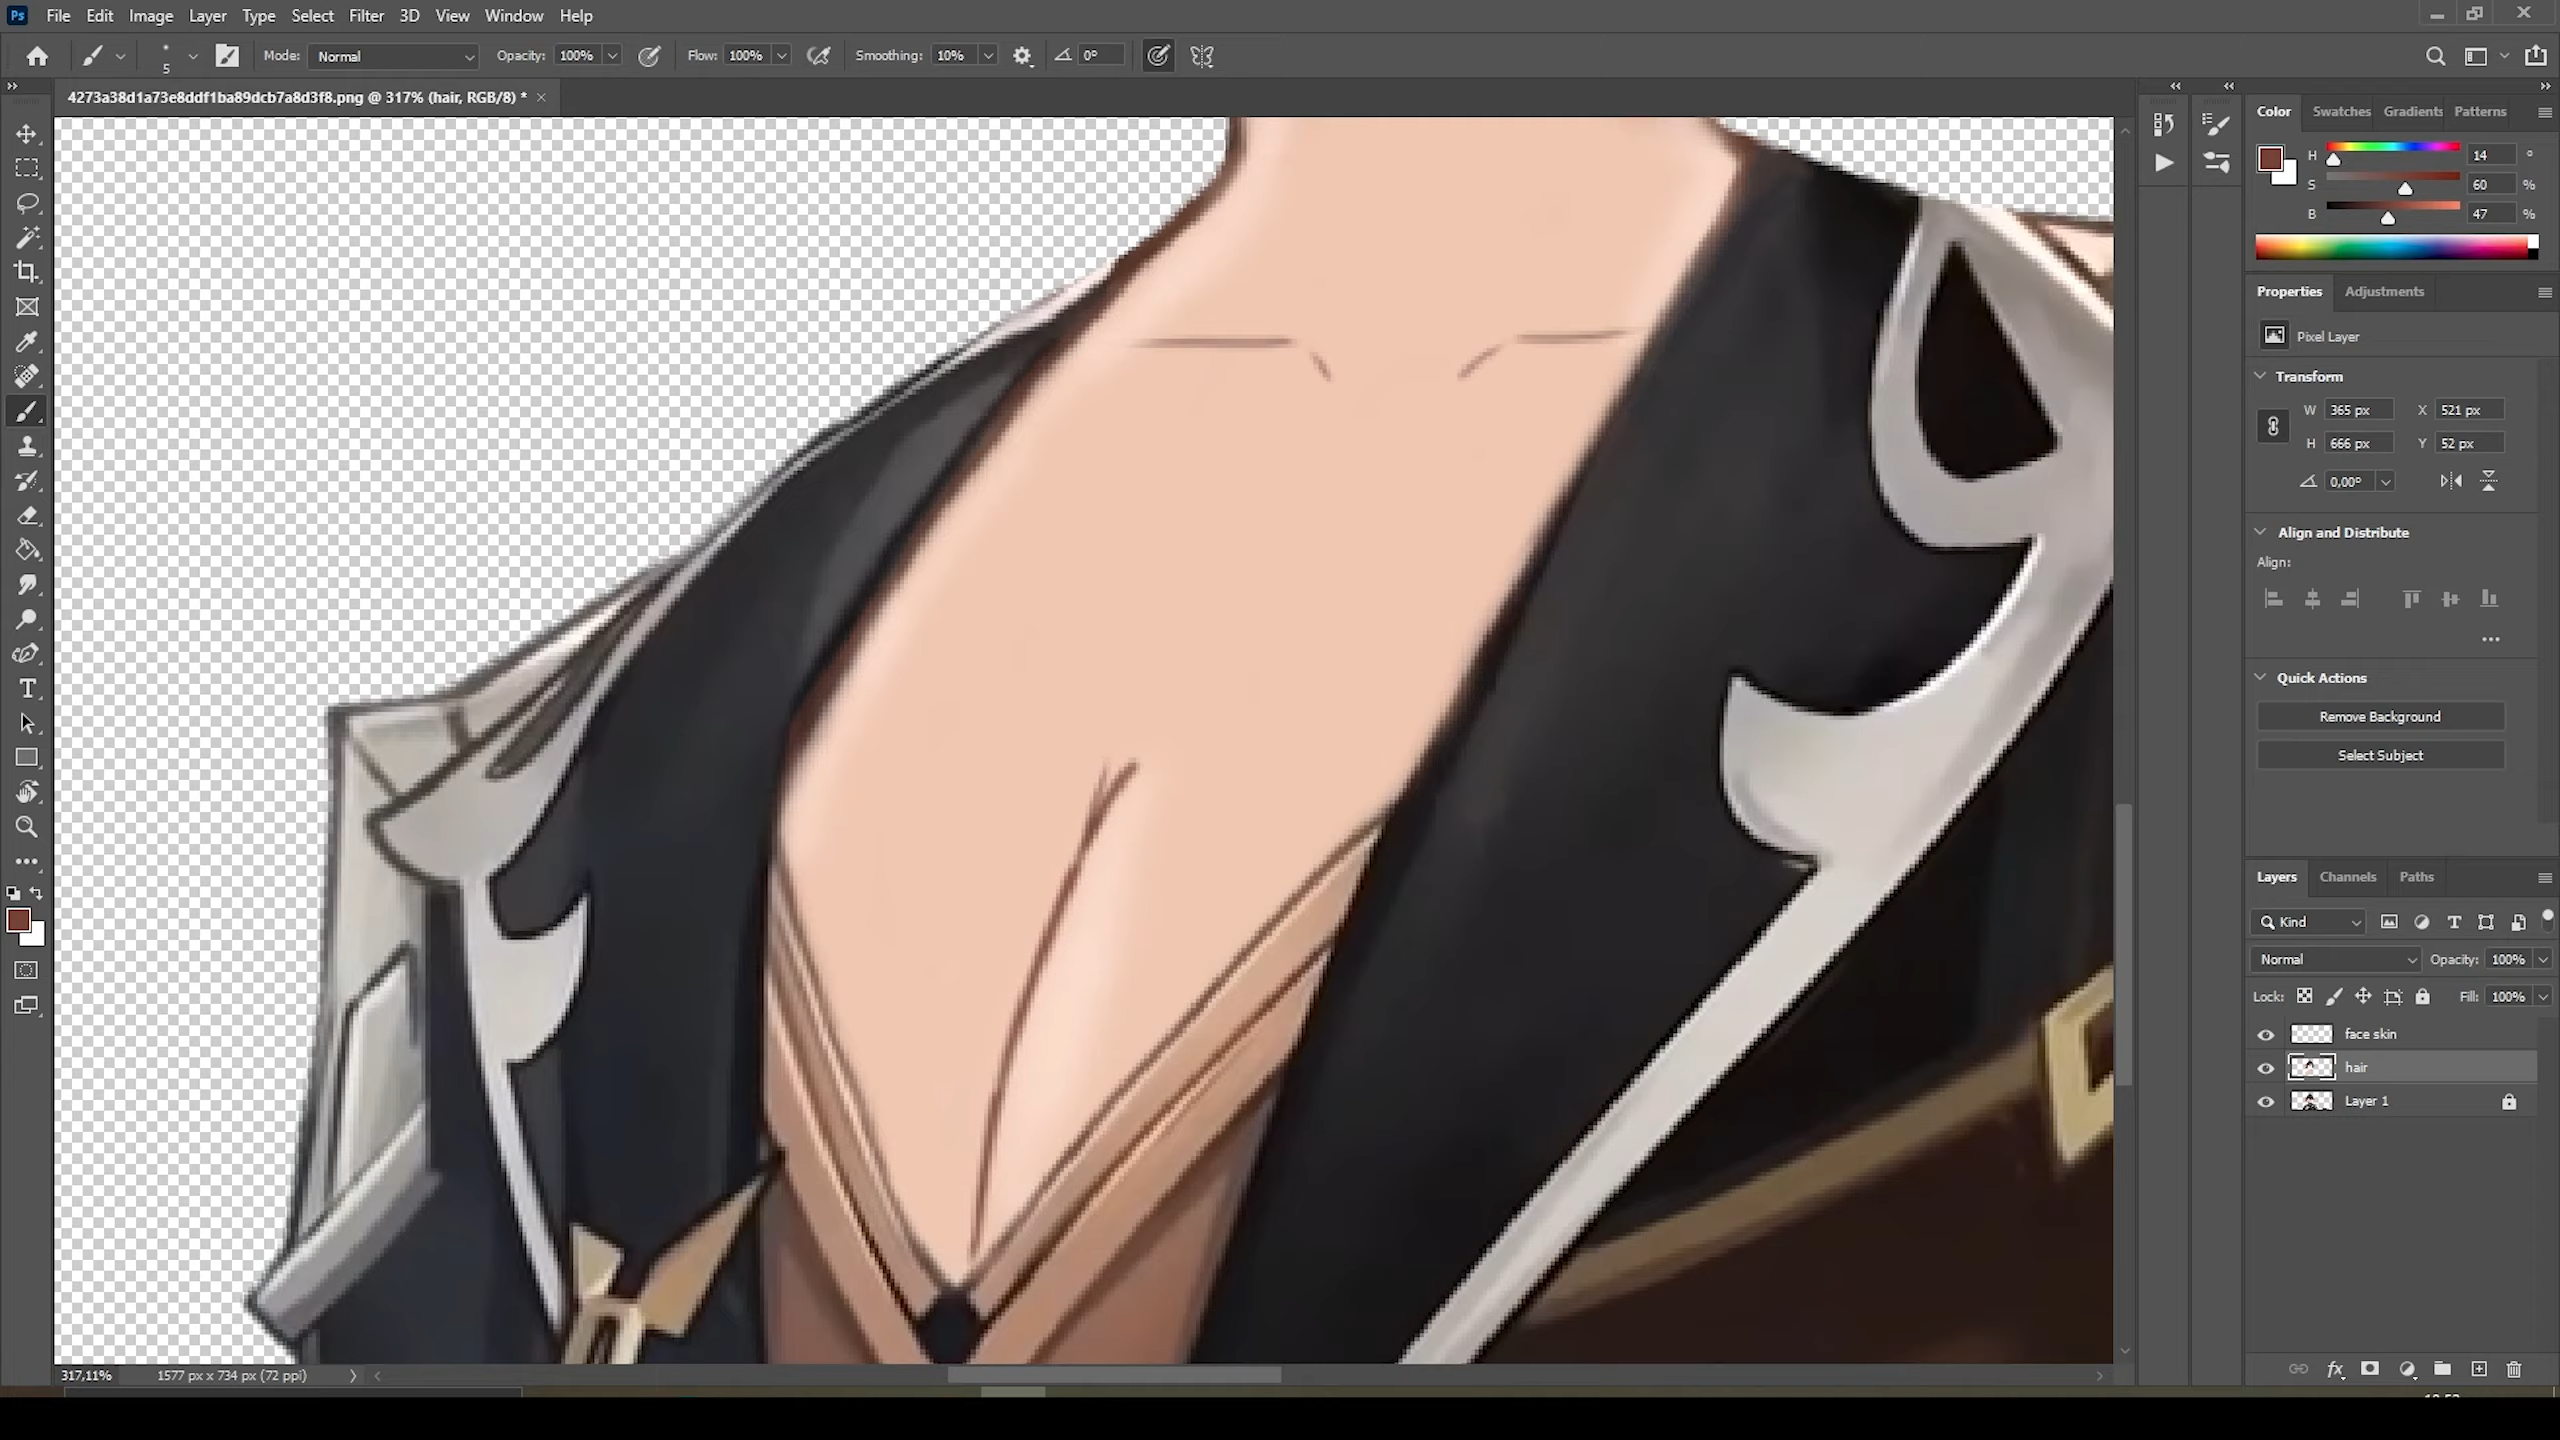 Ps File Edit Image Layer Type Select Filter 3D View Window Help
5 Mode: Normal Opacity: 100% Flow: 100% Smoothing: 10% 0°
4273a38d1a73e8ddf1ba89dcb7a8d3f8.png @ 317% (hair, RGB/8) *
Color Swatches Gradients Patterns
H 14 °
S 60 %
B 47 %
Properties Adjustments
Pixel Layer
Transform
W 365 px X 521 px
H 666 px Y 52 px
0,00°
Align and Distribute
Align:
Quick Actions
Remove Background
Select Subject
Layers Channels Paths
Kind
Normal Opacity: 100%
Lock: Fill: 100%
face skin
hair
Layer 1
317,11% 1577 px x 734 px (72 ppi)